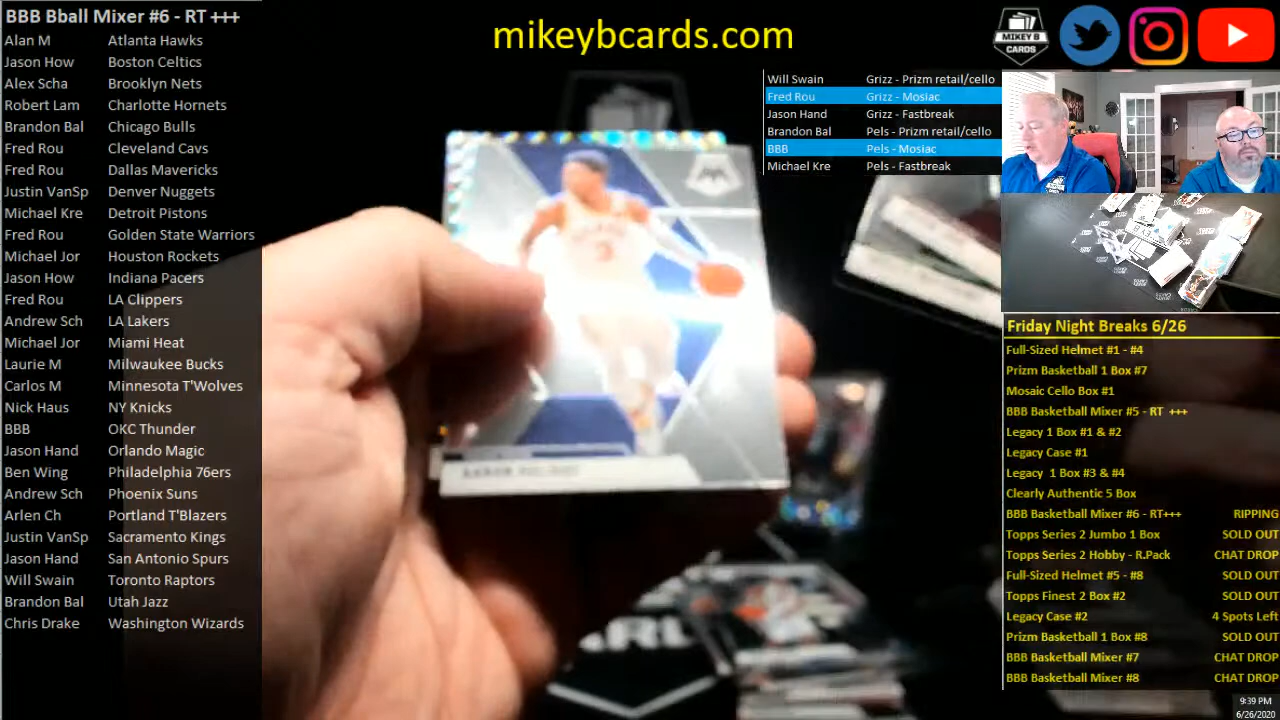 BBB Bball Mixer #6 - RT +++
Alan M Atlanta Hawks
Jason How Boston Celtics
Alex Scha Brooklyn Nets
Robert Lam Charlotte Hornets
Brandon Bal Chicago Bulls
Fred Rou Cleveland Cavs
Fred Rou Dallas Mavericks
Justin VanSp Denver Nuggets
Michael Kre Detroit Pistons
Fred Rou Golden State Warriors
Michael Jor Houston Rockets
Jason How Indiana Pacers
Fred Rou LA Clippers
Andrew Sch LA Lakers
Michael Jor Miami Heat
Laurie M Milwaukee Bucks
Carlos M Minnesota T'Wolves
Nick Haus NY Knicks
BBB OKC Thunder
Jason Hand Orlando Magic
Ben Wing Philadelphia 76ers
Andrew Sch Phoenix Suns
Arlen Ch Portland T'Blazers
Justin VanSp Sacramento Kings
Jason Hand San Antonio Spurs
Will Swain Toronto Raptors
Brandon Bal Utah Jazz
Chris Drake Washington Wizards
mikeybcards.com
MIKEY B
CARDS
Will Swain Grizz - Prizm retail/cello
Fred Rou Grizz - Mosiac
Jason Hand Grizz - Fastbreak
Brandon Bal Pels - Prizm retail/cello
BBB Pels - Mosiac
Michael Kre Pels - Fastbreak
3
AARON HOLIDAY
Friday Night Breaks 6/26
Full-Sized Helmet #1 - #4
Prizm Basketball 1 Box #7
Mosaic Cello Box #1
BBB Basketball Mixer #5 - RT +++
Legacy 1 Box #1 & #2
Legacy Case #1
Legacy 1 Box #3 & #4
Clearly Authentic 5 Box
BBB Basketball Mixer #6 - RT+++ RIPPING
Topps Series 2 Jumbo 1 Box SOLD OUT
Topps Series 2 Hobby - R.Pack CHAT DROP
Full-Sized Helmet #5 - #8 SOLD OUT
Topps Finest 2 Box #2 SOLD OUT
Legacy Case #2 4 Spots Left
Prizm Basketball 1 Box #8 SOLD OUT
BBB Basketball Mixer #7 CHAT DROP
BBB Basketball Mixer #8 CHAT DROP
9:39 PM
6/26/2020